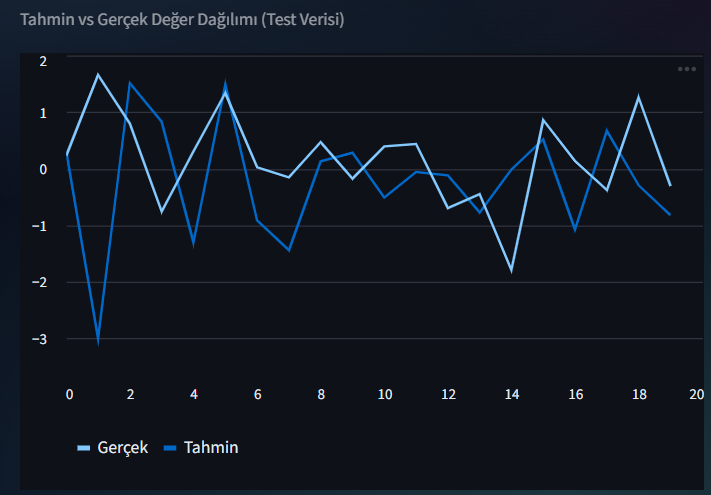 Tahmin vs Gerçek Değer Dağılımı (Test Verisi)
2
1
0
−1
−2
−3
0 2 4 6 8 10 12 14 16 18 20
Gerçek Tahmin